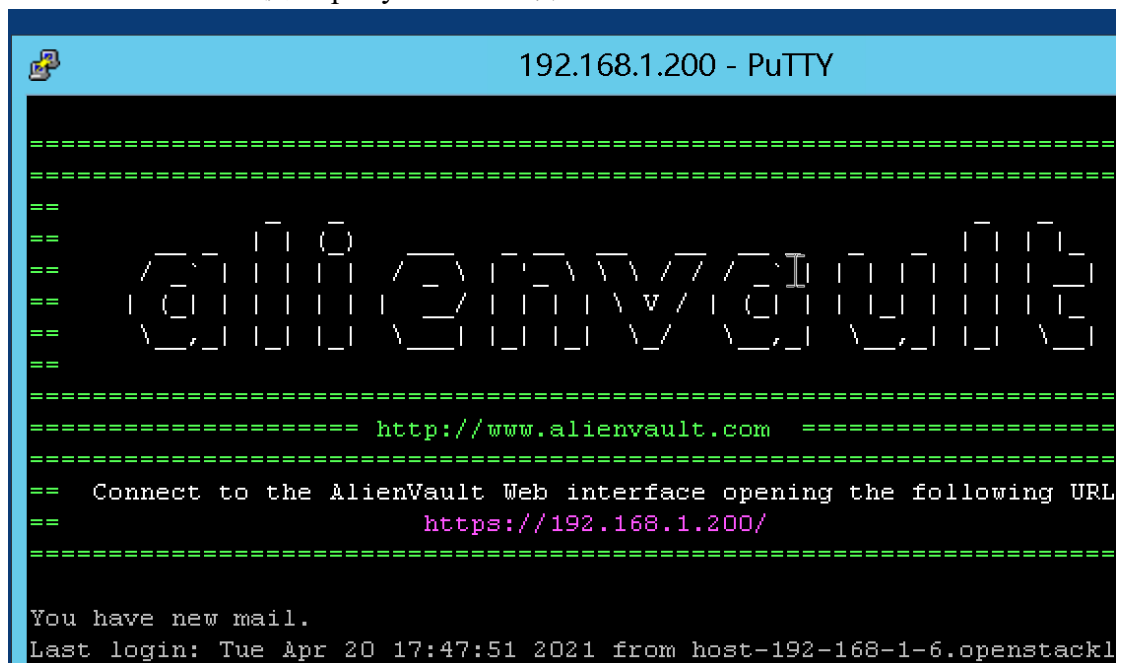 192.168.1.200 - PuTTY
===================================================================
===================================================================
==
==
== alienvault
==
==
==
===================================================================
===================== http://www.alienvault.com ====================
===================================================================
== Connect to the AlienVault Web interface opening the following URL
== https://192.168.1.200/
===================================================================
You have new mail.
Last login: Tue Apr 20 17:47:51 2021 from host-192-168-1-6.openstackl